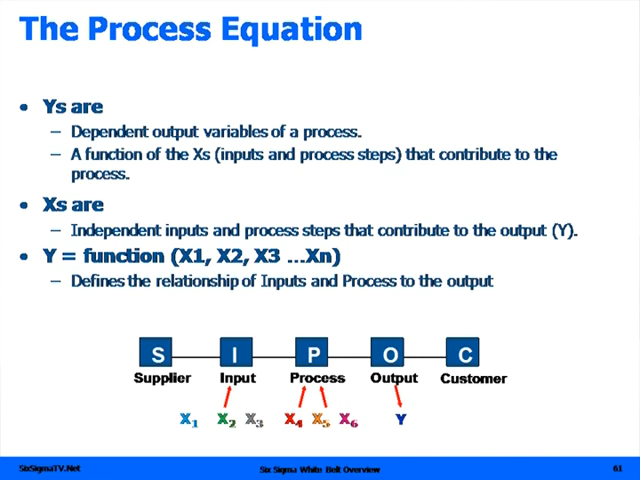 The Process Equation
• Ys are
– Dependent output variables of a process.
– A function of the Xs (inputs and process steps) that contribute to the
process.
• Xs are
– Independent inputs and process steps that contribute to the output (Y).
• Y = function (X1, X2, X3 ...Xn)
– Defines the relationship of Inputs and Process to the output
S I P O C
Supplier Input Process Output Customer
X1 X2 X3 X4 X5 X6 Y
SixSigmaTV.Net Six Sigma White Belt Overview 61